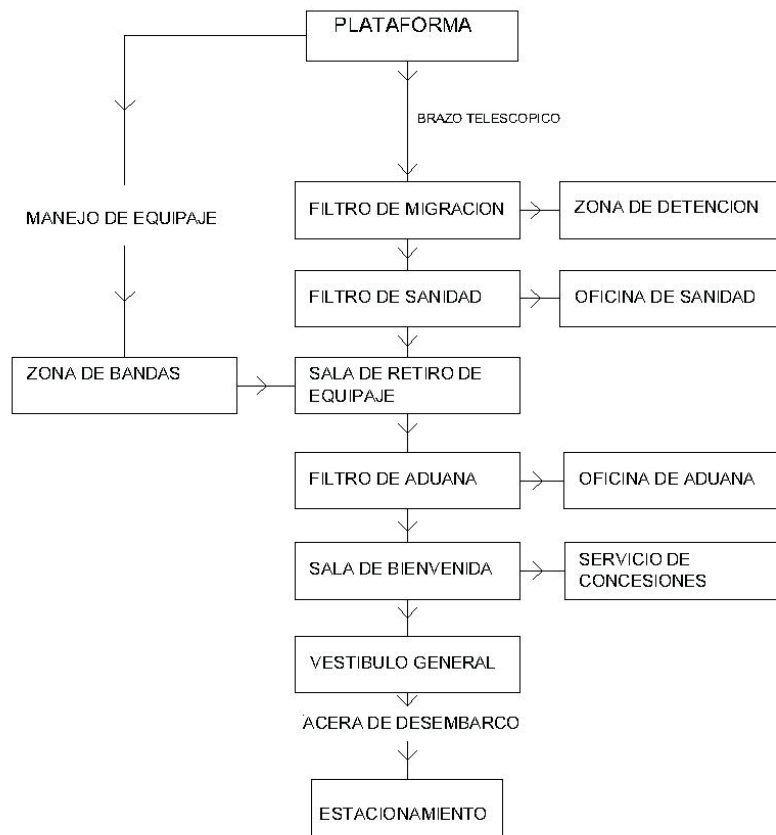 PLATAFORMA
BRAZO TELESCOPICO
FILTRO DE MIGRACION
ZONA DE DETENCION
MANEJO DE EQUIPAJE
FILTRO DE SANIDAD
OFICINA DE SANIDAD
ZONA DE BANDAS
SALA DE RETIRO DE
EQUIPAJE
FILTRO DE ADUANA
OFICINA DE ADUANA
SALA DE BIENVENIDA
SERVICIO DE
CONCESIONES
VESTIBULO GENERAL
ACERA DE DESEMBARCO
ESTACIONAMIENTO